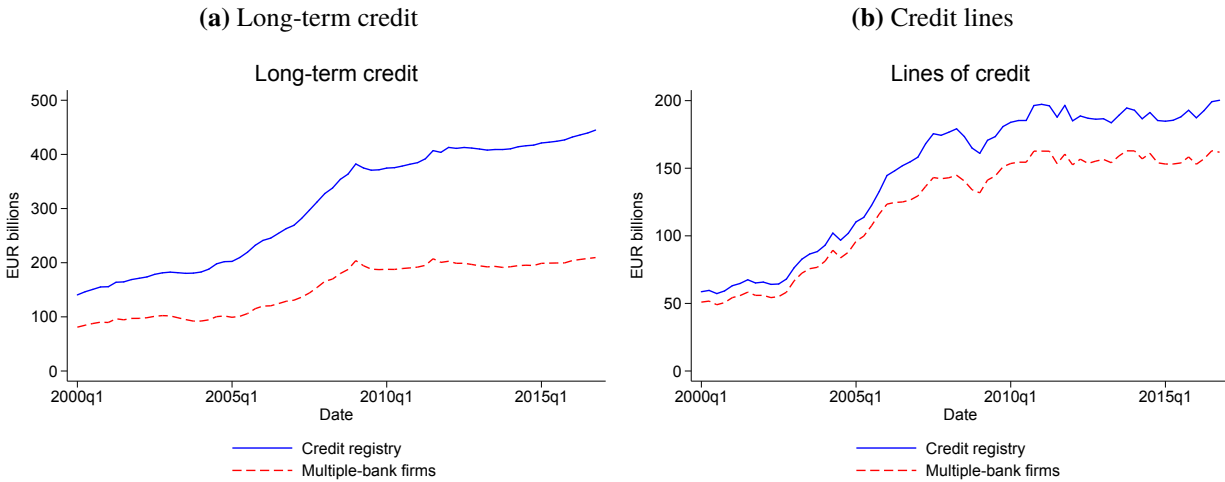 (a) Long-term credit
Long-term credit
EUR billions
500
400
300
200
100
0
2000q1 2005q1 2010q1 2015q1
Date
Credit registry
Multiple-bank firms
(b) Credit lines
Lines of credit
EUR billions
200
150
100
50
0
2000q1 2005q1 2010q1 2015q1
Date
Credit registry
Multiple-bank firms